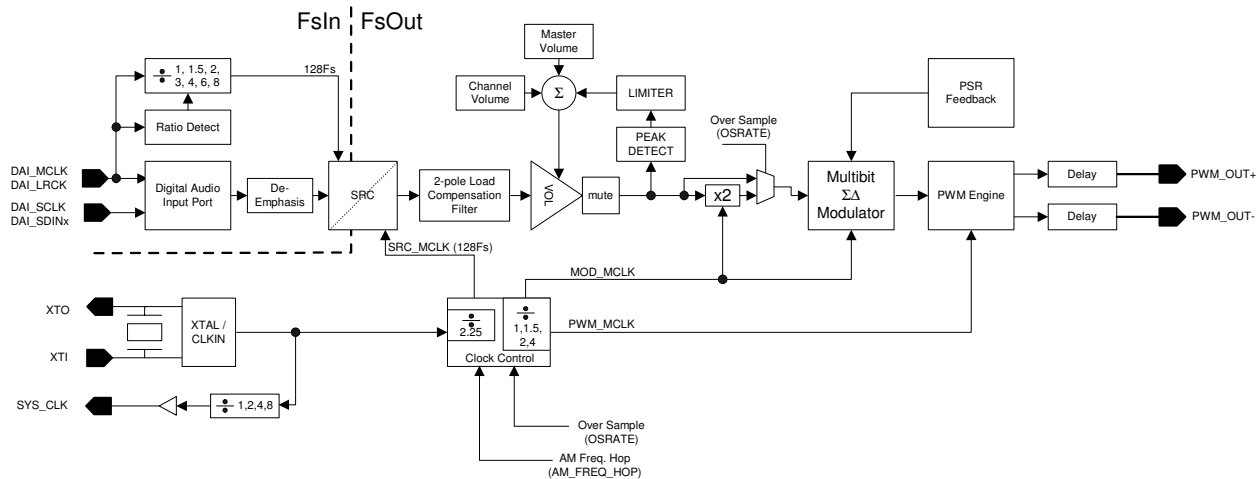 FsIn FsOut
Master
Volume
÷ 1, 1.5, 2,
3, 4, 6, 8
128Fs
Channel
Volume
Σ
LIMITER
PSR
Feedback
Ratio Detect
PEAK
DETECT
Over Sample
(OSRATE)
DAI_MCLK
DAI_LRCK
DAI_SCLK
DAI_SDINx
Digital Audio
Input Port
De-
Emphasis
SRC
2-pole Load
Compensation
Filter
VOL
mute
x2
Multibit
ΣΔ
Modulator
PWM Engine
Delay
PWM_OUT+
Delay
PWM_OUT-
SRC_MCLK (128Fs)
MOD_MCLK
XTO
XTI
XTAL /
CLKIN
÷
2.25
÷
1,1.5,
2,4
Clock Control
PWM_MCLK
SYS_CLK
÷ 1,2,4,8
Over Sample
(OSRATE)
AM Freq. Hop
(AM_FREQ_HOP)